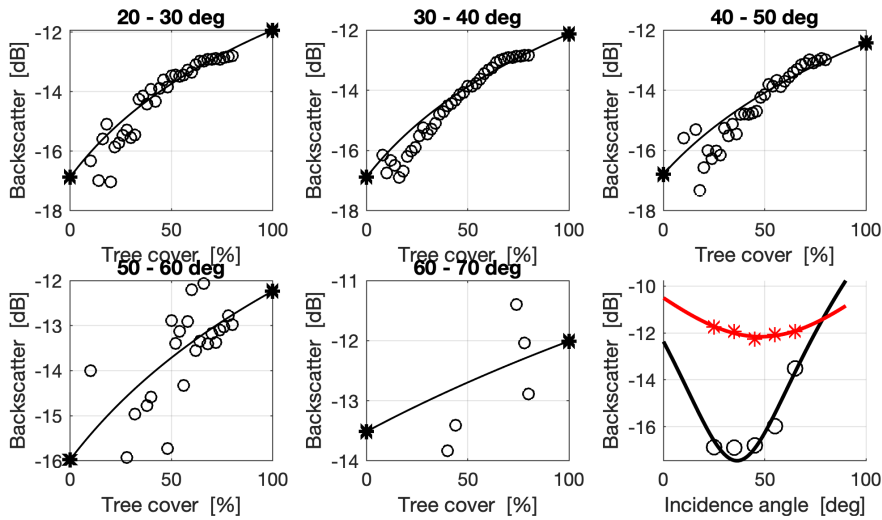 20 - 30 deg
Backscatter [dB]
-12
-14
-16
-18
0
50
100
Tree cover [%]
30 - 40 deg
Backscatter [dB]
-12
-14
-16
-18
0
50
100
Tree cover [%]
40 - 50 deg
Backscatter [dB]
-12
-14
-16
-18
0
50
100
Tree cover [%]
50 - 60 deg
Backscatter [dB]
-12
-13
-14
-15
-16
0
50
100
Tree cover [%]
60 - 70 deg
Backscatter [dB]
-11
-12
-13
-14
0
50
100
Tree cover [%]
Backscatter [dB]
-10
-12
-14
-16
0
50
100
Incidence angle [deg]